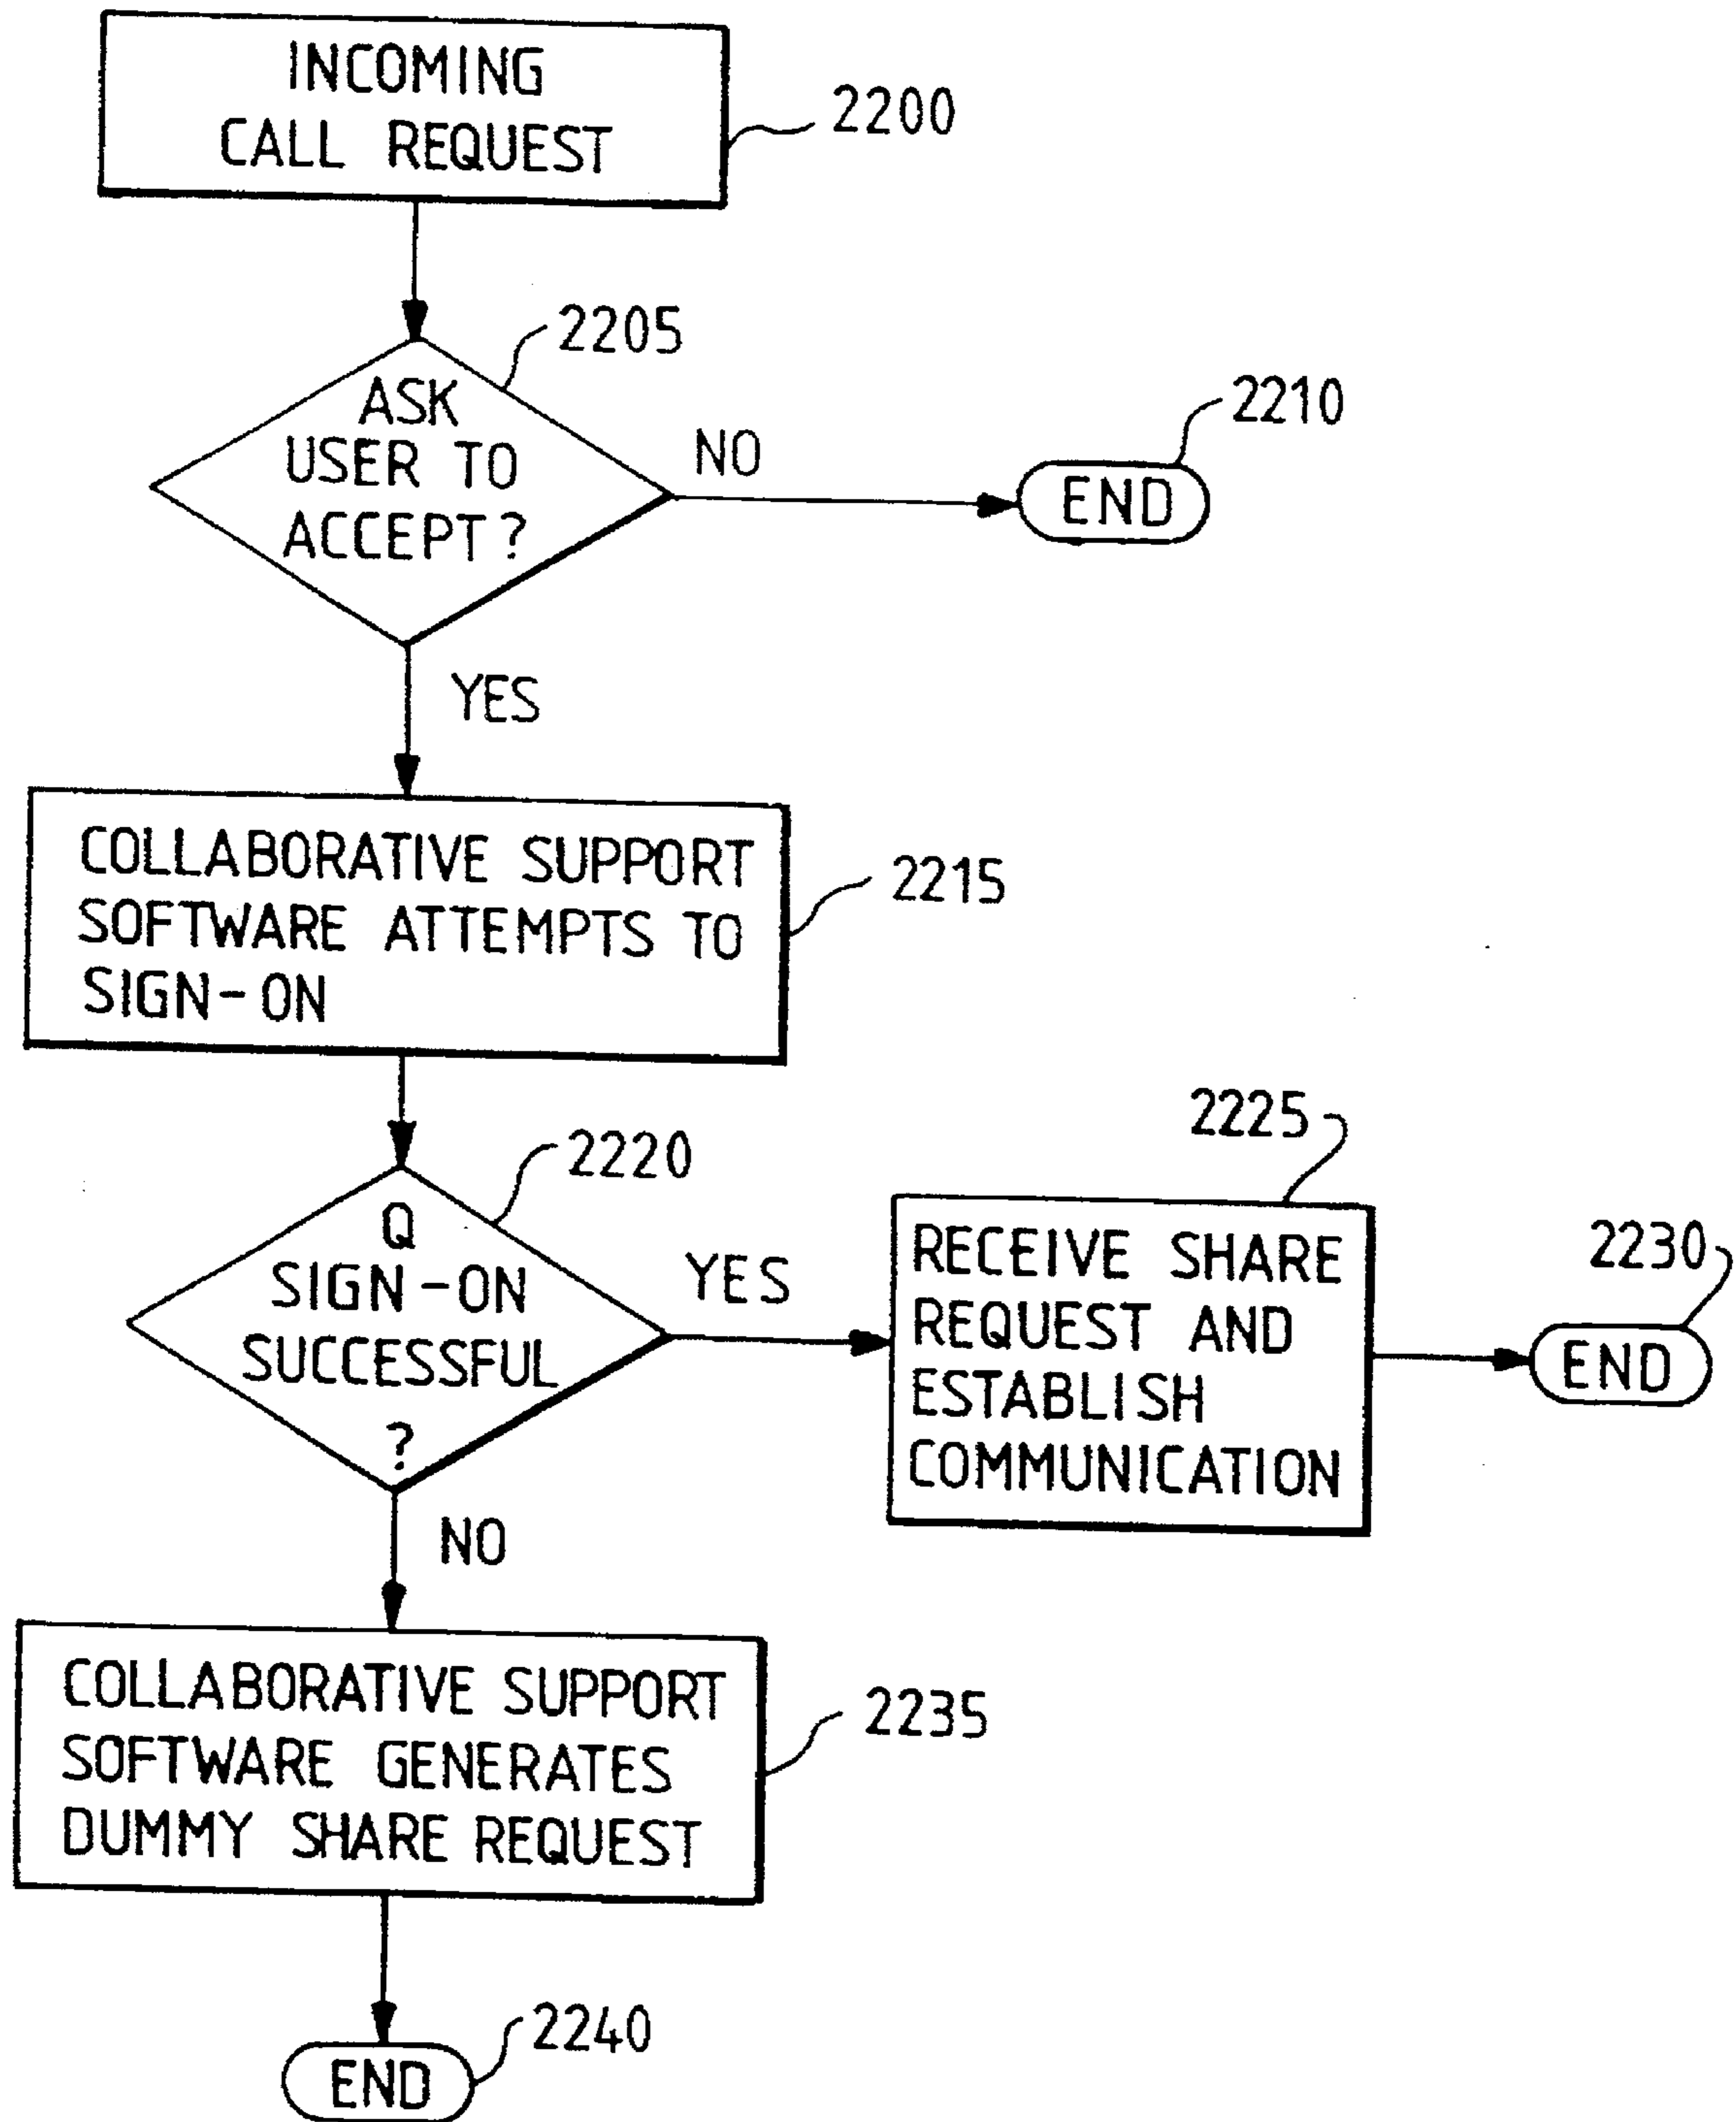 INCOMING
CALL REQUEST
2200
2205
ASK
USER TO
ACCEPT?
NO
2210
END
YES
COLLABORATIVE SUPPORT
SOFTWARE ATTEMPTS TO
SIGN-ON
2215
2220
Q
SIGN-ON
SUCCESSFUL
?
YES
2225
RECEIVE SHARE
REQUEST AND
ESTABLISH
COMMUNICATION
2230
END
NO
COLLABORATIVE SUPPORT
SOFTWARE GENERATES
DUMMY SHARE REQUEST
2235
2240
END